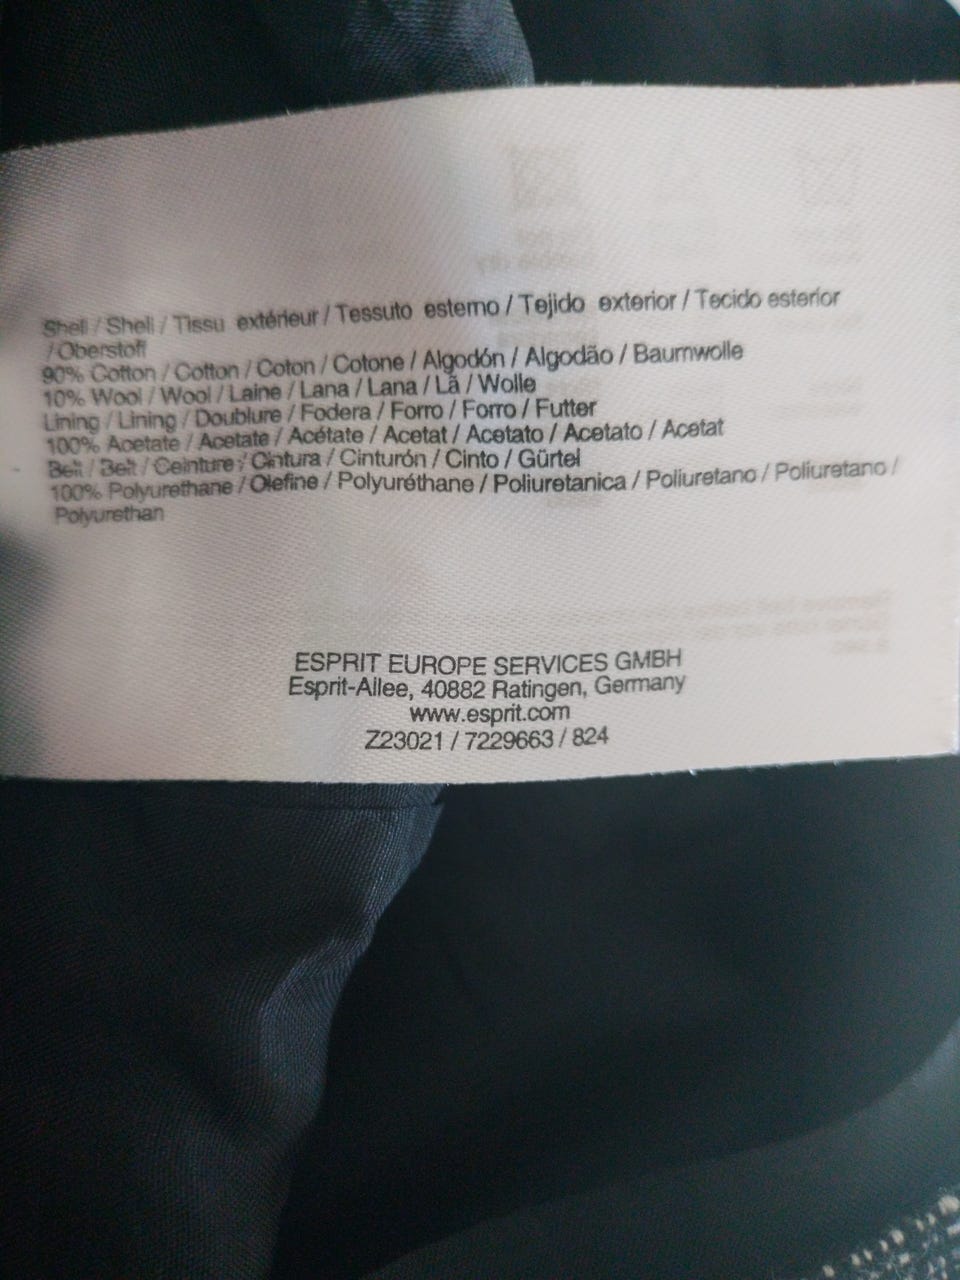 Shell / Shell / Tissu extérieur / Tessuto esterno / Tejido exterior / Tecido esterior
/ Oberstoff
90% Cotton / Cotton / Coton / Cotone / Algodón / Algodão / Baumwolle
10% Wool / Wool / Laine / Lana / Lana / Lã / Wolle
Lining / Lining / Doublure / Fodera / Forro / Forro / Futter
100% Acetate / Acetate / Acétate / Acetat / Acetato / Acetato / Acetat
Belt / Belt / Ceinture / Cintura / Cinturón / Cinto / Gürtel
100% Polyurethane / Olefine / Polyuréthane / Poliuretanica / Poliuretano / Poliuretano /
Polyurethan
ESPRIT EUROPE SERVICES GMBH
Esprit-Allee, 40882 Ratingen, Germany
www.esprit.com
Z23021 / 7229663 / 824